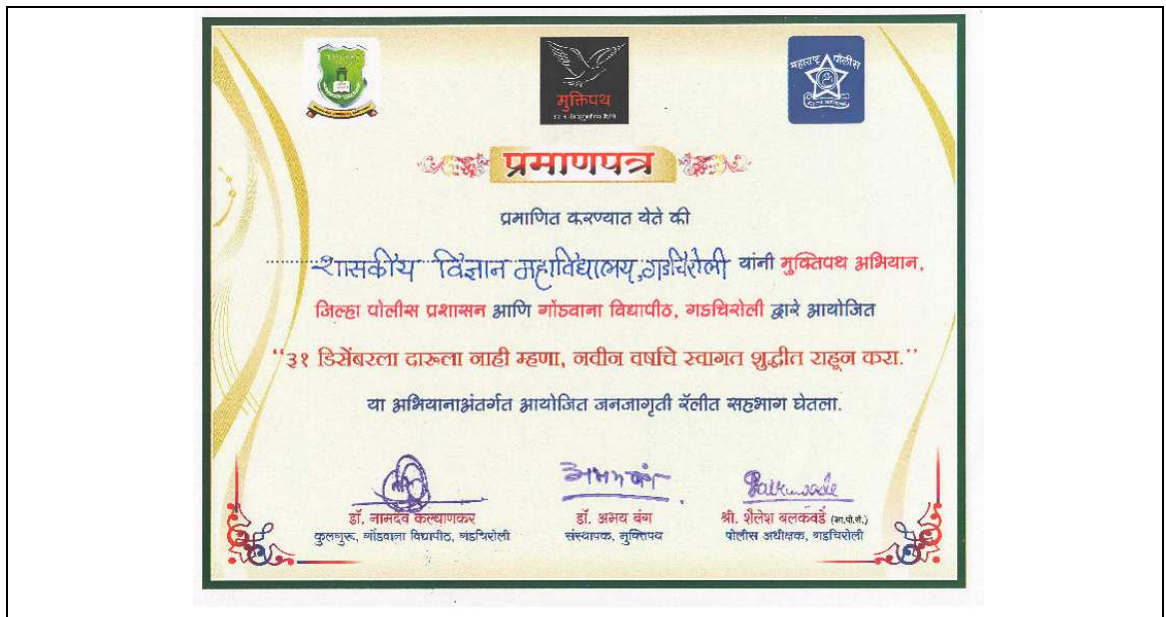 महाराष्ट्र पोलीस
मुक्तिपथ
प्रमाणपत्र
प्रमाणित करण्यात येते की
शासकीय विज्ञान महाविद्यालय, गडचिरोली यांनी मुक्तिपथ अभियान,
जिल्हा पोलीस प्रशासन आणि गोंडवाना विद्यापीठ, गडचिरोली द्वारे आयोजित
"३१ डिसेंबरला दारूला नाही म्हणा, नवीन वर्षाचे स्वागत शुद्धीत राहून करा."
या अभियानाअंतर्गत आयोजित जनजागृती रॅलीत सहभाग घेतला.
अभय बंग
डॉ. नामदेव कल्याणकर
कुलगुरू, गोंडवाना विद्यापीठ, गडचिरोली
डॉ. अभय बंग
संस्थापक, मुक्तिपथ
श्री. शैलेश बलकवडे (भा.पो.से.)
पोलीस अधीक्षक, गडचिरोली